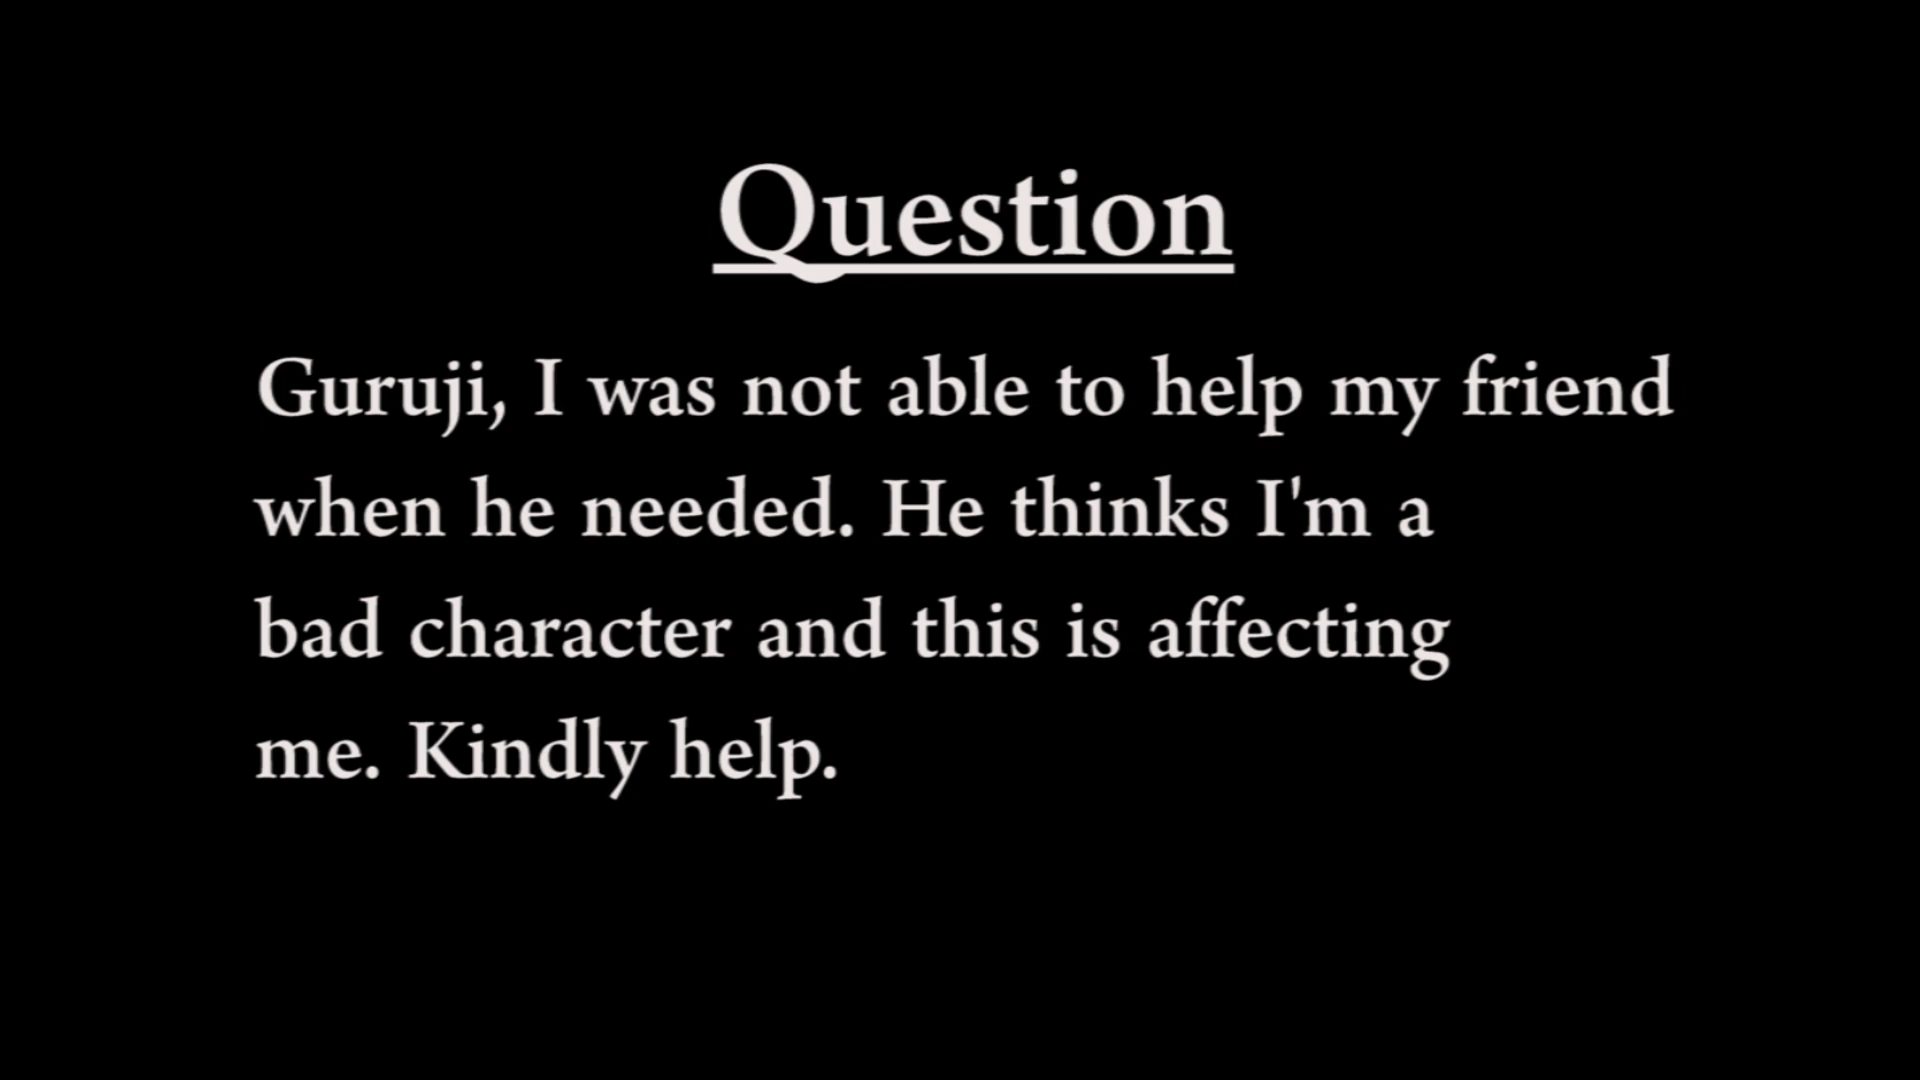 Question
Guruji, I was not able to help my friend
when he needed. He thinks I'm a
bad character and this is affecting
me. Kindly help.